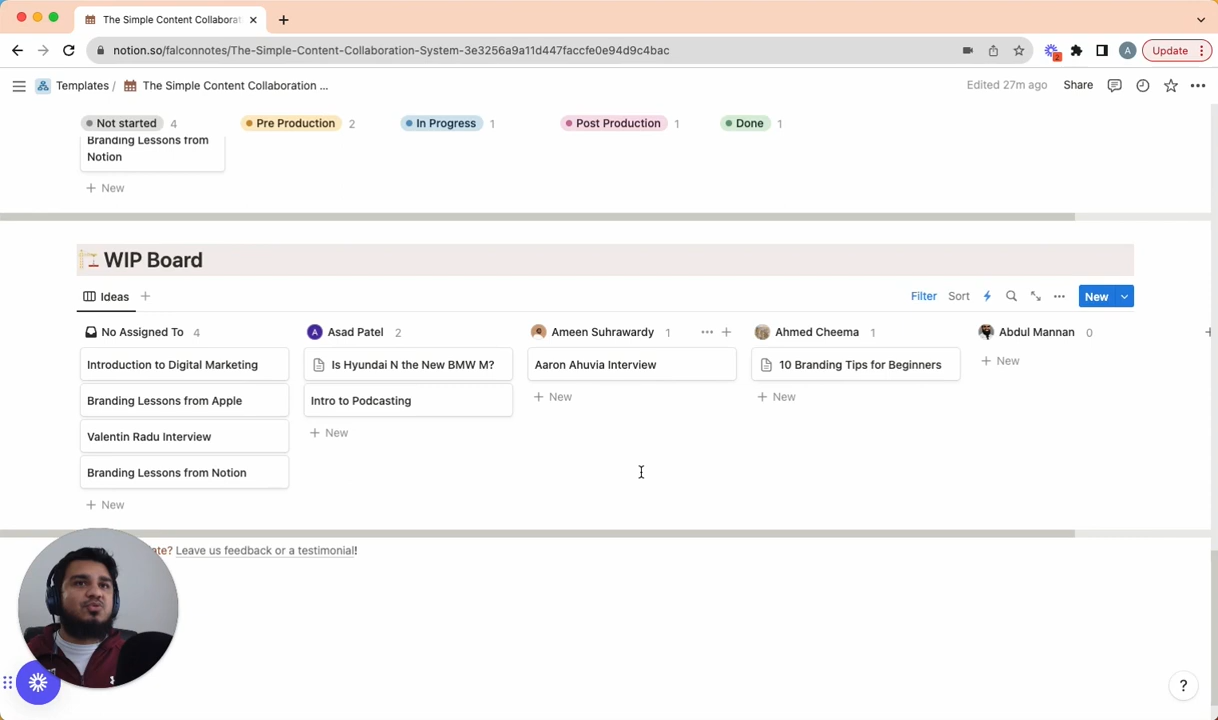 The Simple Content Collaborat
notion.so/falconnotes/The-Simple-Content-Collaboration-System-3e3256a9a11d447faccfe0e94d9c4bac
2
A
Update
Templates / The Simple Content Collaboration ...
Edited 27m ago
Share
Not started 4
Pre Production 2
In Progress 1
Post Production 1
Done 1
Branding Lessons from
Notion
+ New
WIP Board
Ideas +
Filter Sort New
No Assigned To 4
A Asad Patel 2
Ameen Suhrawardy 1
Ahmed Cheema 1
Abdul Mannan 0
Introduction to Digital Marketing
Is Hyundai N the New BMW M?
Aaron Ahuvia Interview
10 Branding Tips for Beginners
+ New
Branding Lessons from Apple
Intro to Podcasting
+ New
+ New
Valentin Radu Interview
+ New
Branding Lessons from Notion
+ New
ate? Leave us feedback or a testimonial!
?